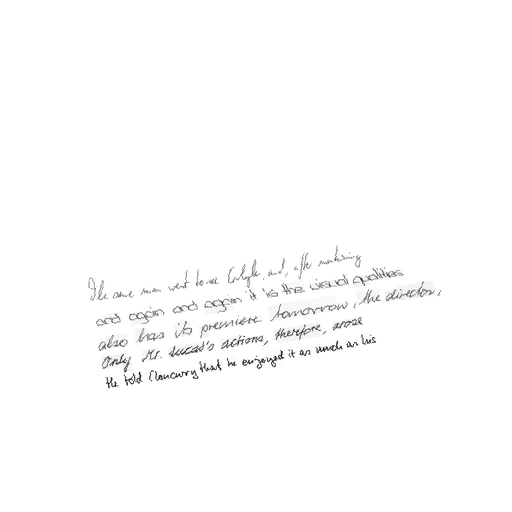 The same man went to see Carlyle, and, after
and again and again it is the visual qualities
also has its premiere tomorrow, the director,
Only Mr. Lucas's actions, therefore, arose
He told Cloncurry that he enjoyed it as much as his